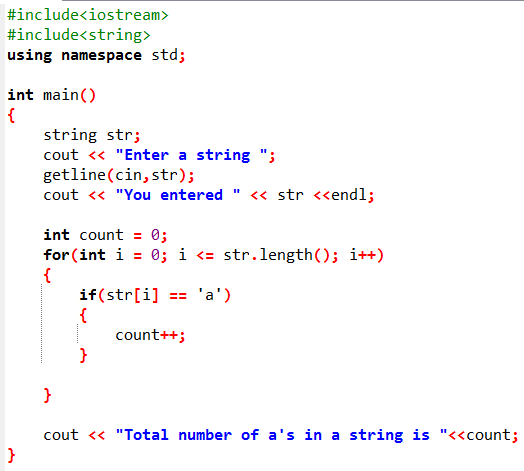 #include<iostream>
#include<string>
using namespace std;
int main()
{
string str;
cout << "Enter a string ";
getline(cin,str);
cout << "You entered " << str <<endl;
int count = 0;
for(int i = 0; i <= str.length(); i++)
{
if(str[i] == 'a')
{
count++;
}
}
cout << "Total number of a's in a string is "<<count;
}